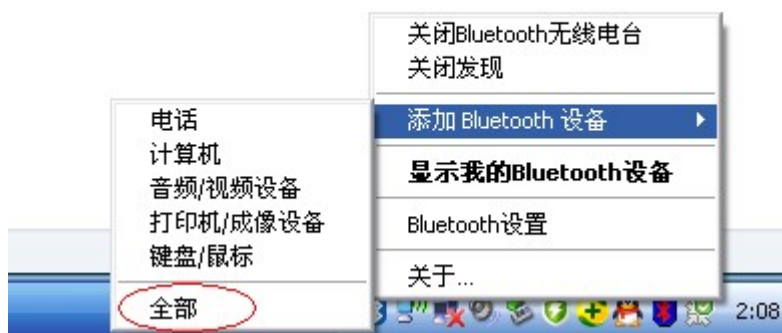 关闭Bluetooth无线电台
关闭发现
添加 Bluetooth 设备
显示我的Bluetooth设备
Bluetooth设置
关于...
电话
计算机
音频/视频设备
打印机/成像设备
键盘/鼠标
全部
2:08